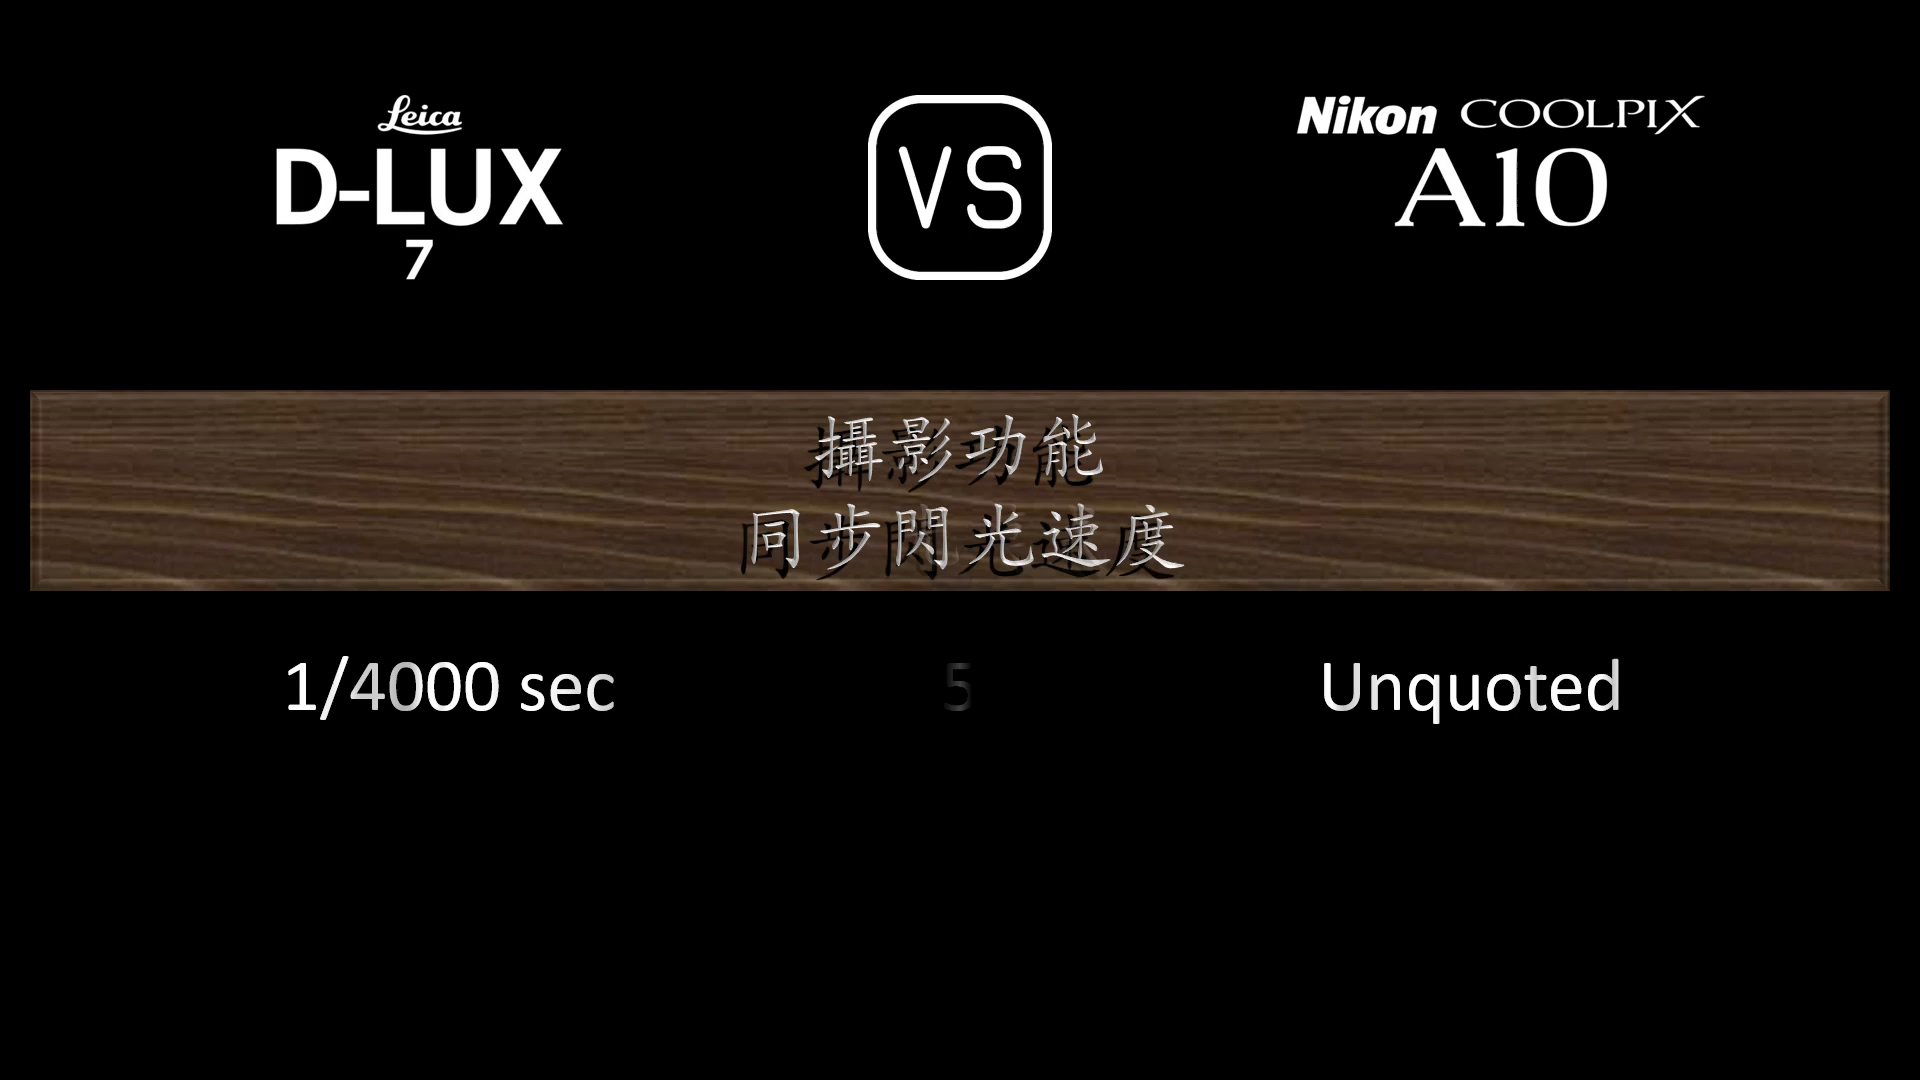 Leica
D-LUX
7
VS
Nikon COOLPIX
A10
攝影功能
同步閃光速度
1/4000 sec
5
Unquoted